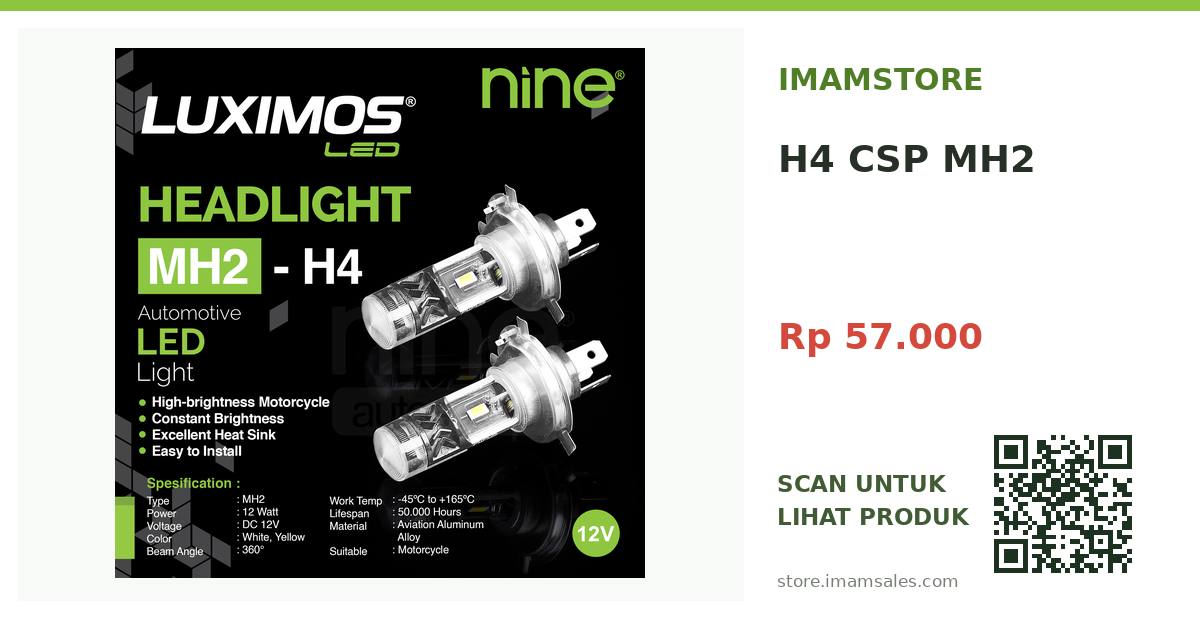 nine®
LUXIMOS®
LED
HEADLIGHT
MH2 - H4
Automotive
LED
Light
High-brightness Motorcycle
Constant Brightness
Excellent Heat Sink
Easy to Install
Spesification :
Type : MH2
Power : 12 Watt
Voltage : DC 12V
Color : White, Yellow
Beam Angle : 360°
Work Temp : -45ºC to +165ºC
Lifespan : 50.000 Hours
Material : Aviation Aluminum
Alloy
Suitable : Motorcycle
12V
IMAMSTORE
H4 CSP MH2
Rp 57.000
SCAN UNTUK
LIHAT PRODUK
store.imamsales.com